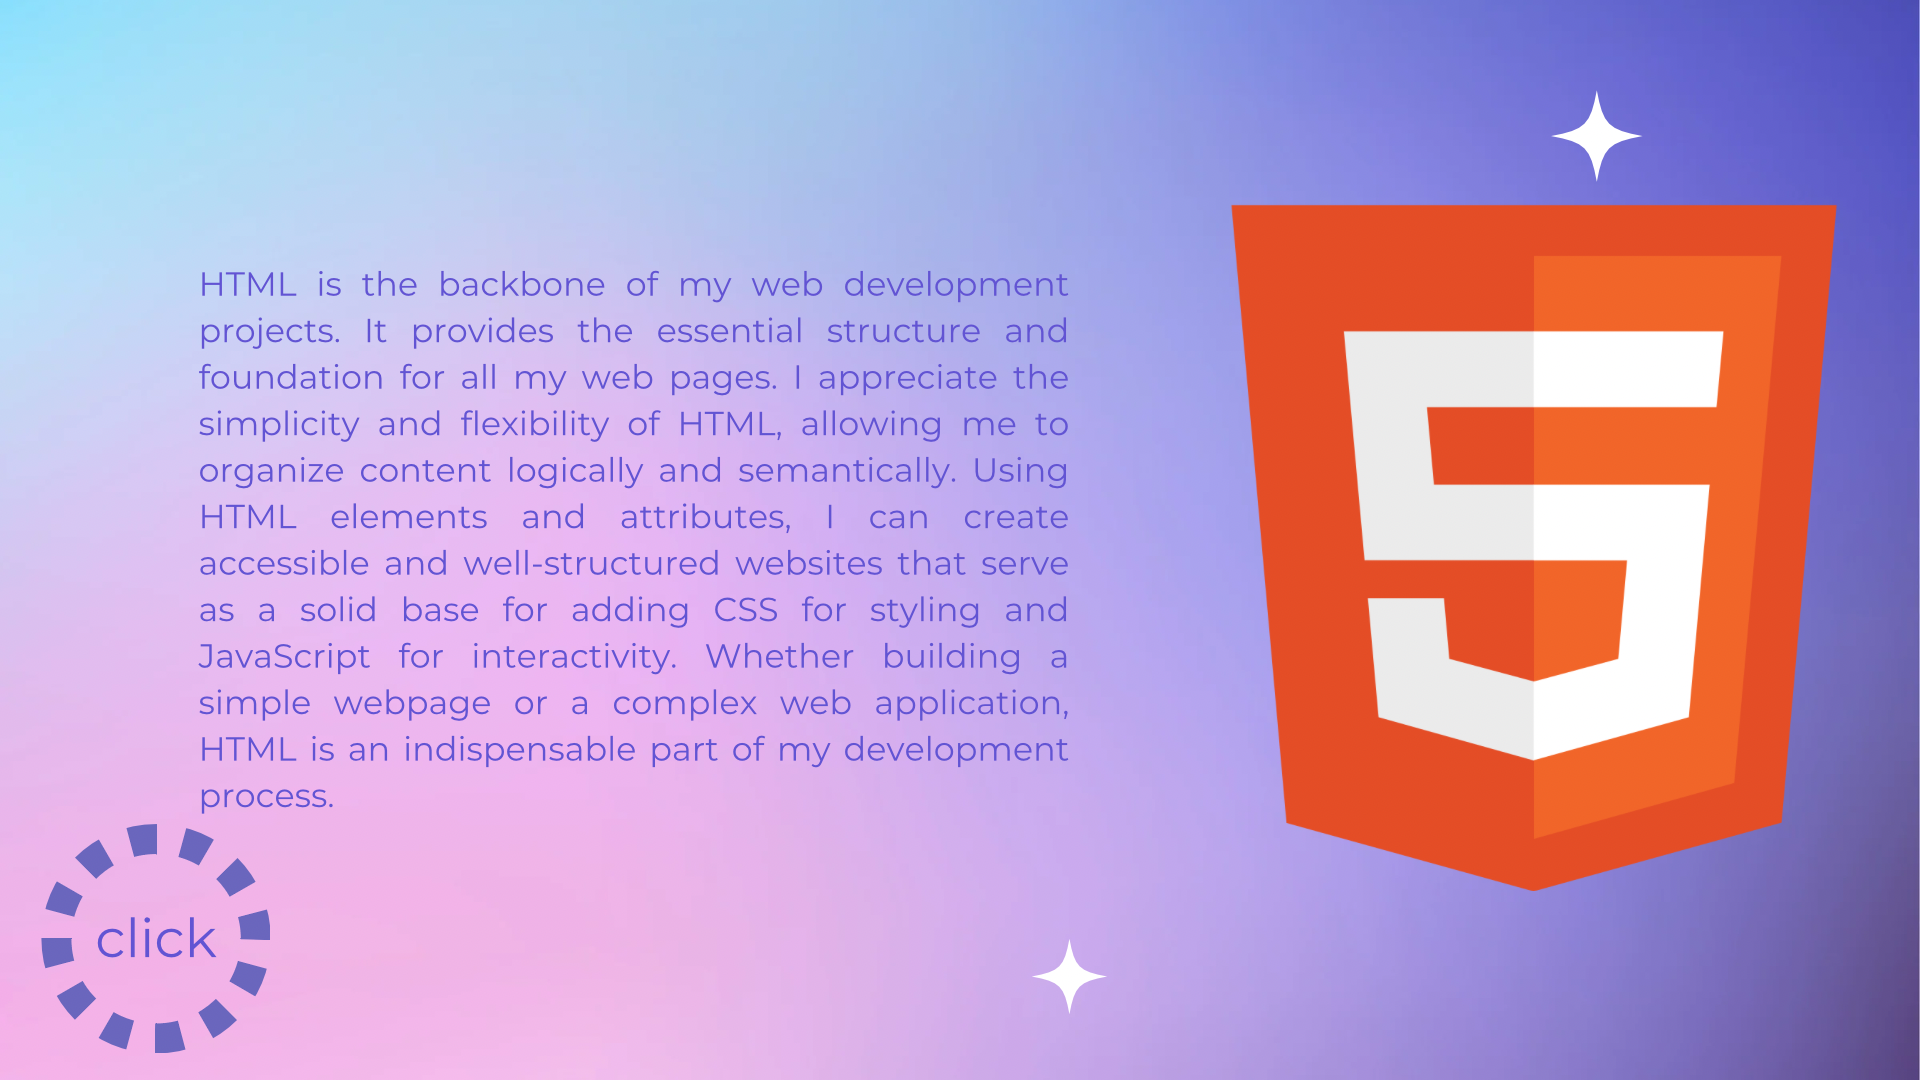 HTML is the backbone of my web development
projects. It provides the essential structure and
foundation for all my web pages. I appreciate the
simplicity and flexibility of HTML, allowing me to
organize content logically and semantically. Using
HTML elements and attributes, I can create
accessible and well-structured websites that serve
as a solid base for adding CSS for styling and
JavaScript for interactivity. Whether building a
simple webpage or a complex web application,
HTML is an indispensable part of my development
process.
click
5